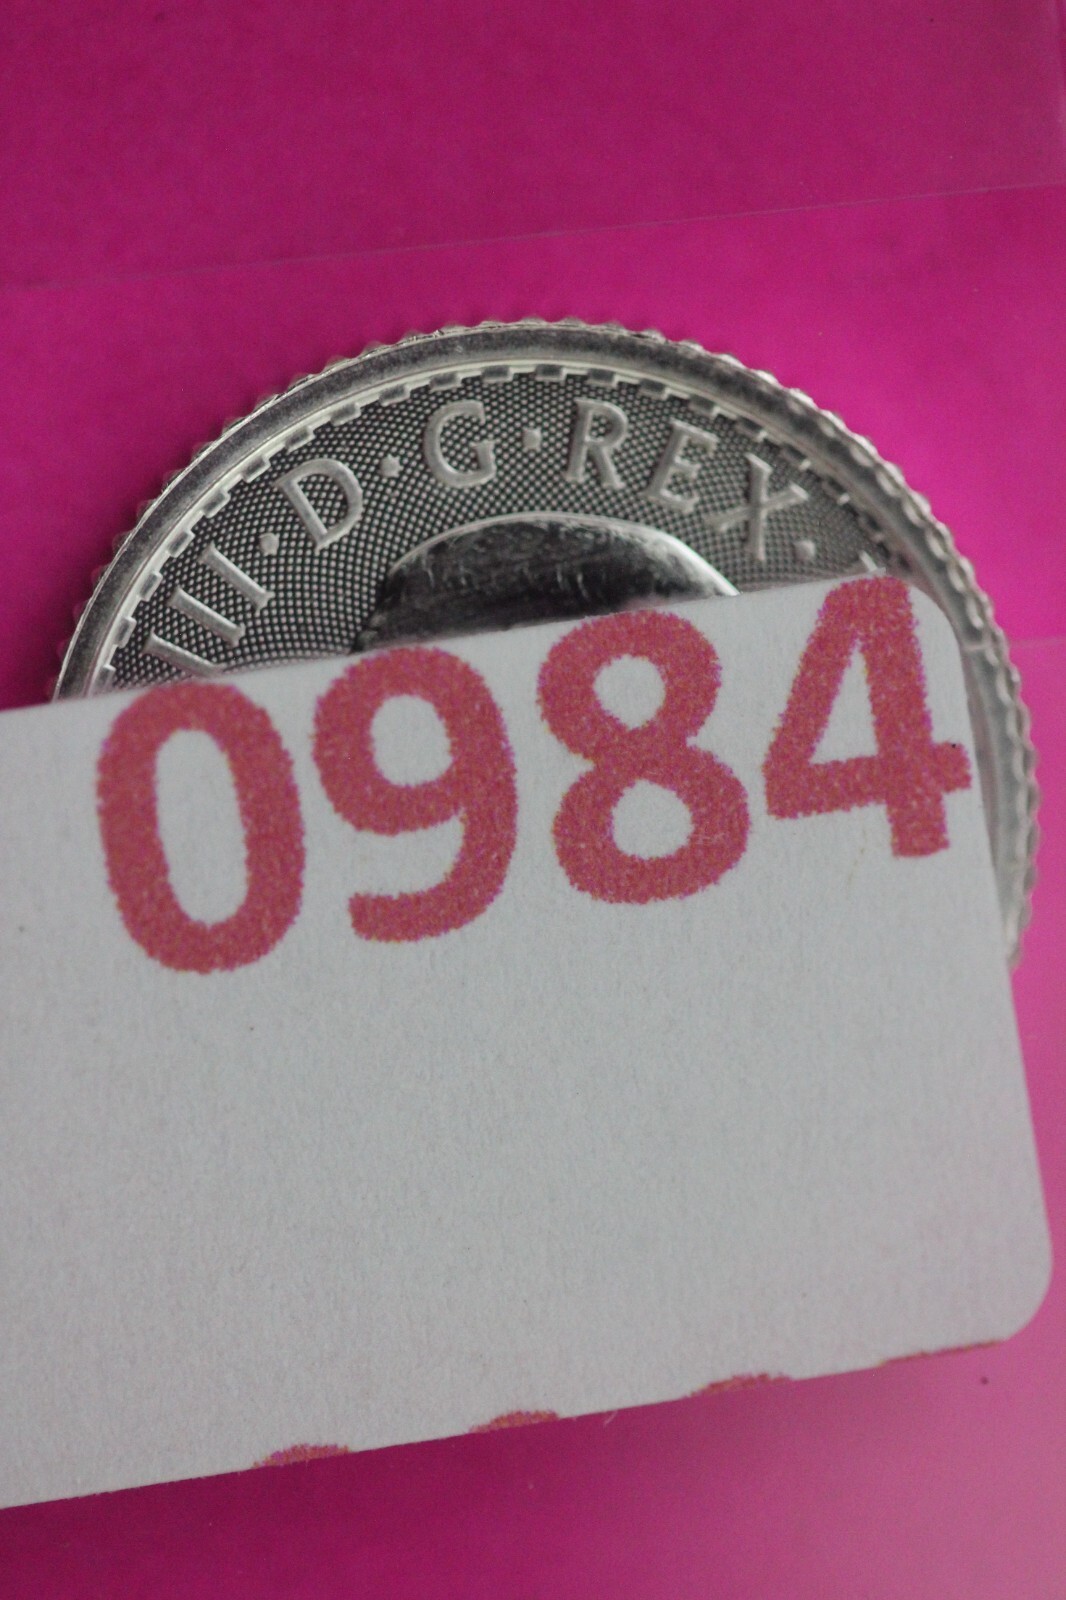 III · D · G · REX ·
0984